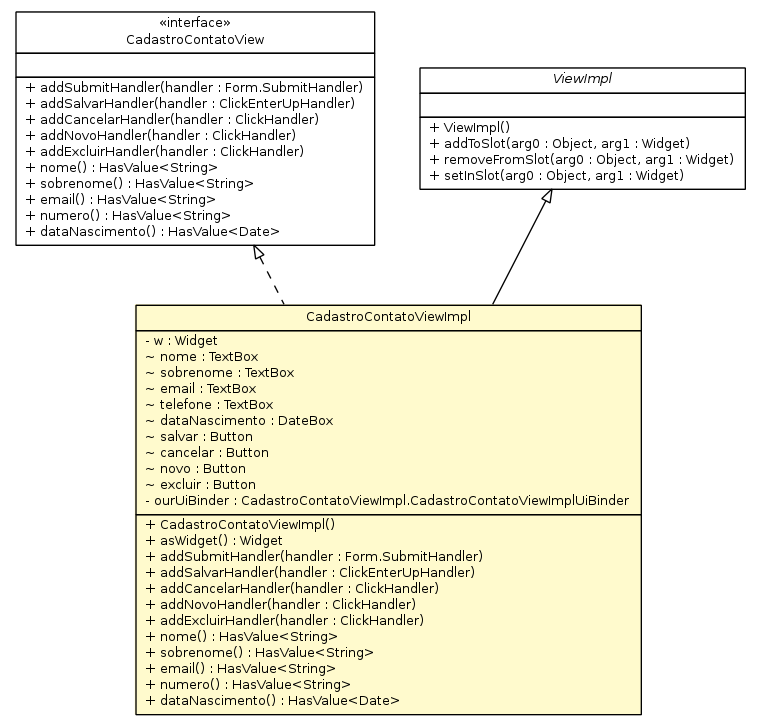 «interface»
CadastroContatoView
+ addSubmitHandler(handler : Form.SubmitHandler)
+ addSalvarHandler(handler : ClickEnterUpHandler)
+ addCancelarHandler(handler : ClickHandler)
+ addNovoHandler(handler : ClickHandler)
+ addExcluirHandler(handler : ClickHandler)
+ nome() : HasValue<String>
+ sobrenome() : HasValue<String>
+ email() : HasValue<String>
+ numero() : HasValue<String>
+ dataNascimento() : HasValue<Date>
ViewImpl
+ ViewImpl()
+ addToSlot(arg0 : Object, arg1 : Widget)
+ removeFromSlot(arg0 : Object, arg1 : Widget)
+ setInSlot(arg0 : Object, arg1 : Widget)
CadastroContatoViewImpl
- w : Widget
~ nome : TextBox
~ sobrenome : TextBox
~ email : TextBox
~ telefone : TextBox
~ dataNascimento : DateBox
~ salvar : Button
~ cancelar : Button
~ novo : Button
~ excluir : Button
- ourUiBinder : CadastroContatoViewImpl.CadastroContatoViewImplUiBinder
+ CadastroContatoViewImpl()
+ asWidget() : Widget
+ addSubmitHandler(handler : Form.SubmitHandler)
+ addSalvarHandler(handler : ClickEnterUpHandler)
+ addCancelarHandler(handler : ClickHandler)
+ addNovoHandler(handler : ClickHandler)
+ addExcluirHandler(handler : ClickHandler)
+ nome() : HasValue<String>
+ sobrenome() : HasValue<String>
+ email() : HasValue<String>
+ numero() : HasValue<String>
+ dataNascimento() : HasValue<Date>